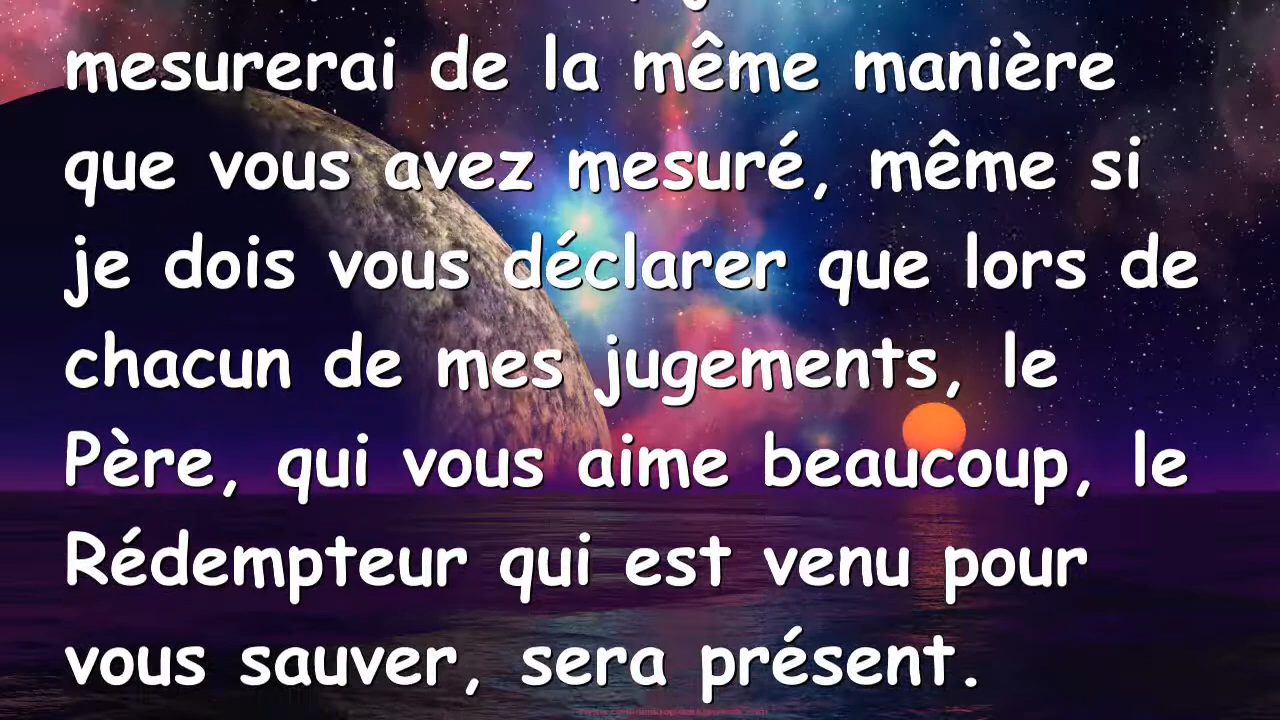 mesurerai de la même manière
que vous avez mesuré, même si
je dois vous déclarer que lors de
chacun de mes jugements, le
Père, qui vous aime beaucoup, le
Rédempteur qui est venu pour
vous sauver, sera présent.